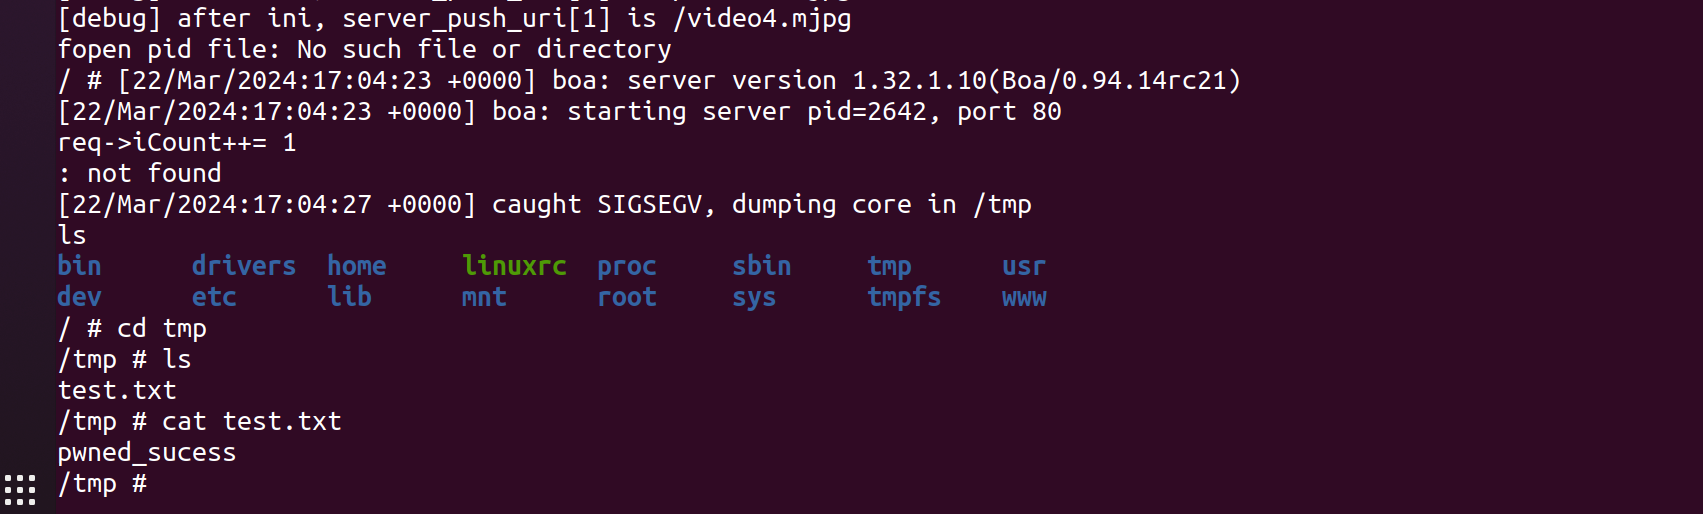 [debug] after ini, server_push_uri[1] is /video4.mjpg
fopen pid file: No such file or directory
/ # [22/Mar/2024:17:04:23 +0000] boa: server version 1.32.1.10(Boa/0.94.14rc21)
[22/Mar/2024:17:04:23 +0000] boa: starting server pid=2642, port 80
req->iCount++= 1
: not found
[22/Mar/2024:17:04:27 +0000] caught SIGSEGV, dumping core in /tmp
ls
bin drivers home linuxrc proc sbin tmp usr
dev etc lib mnt root sys tmpfs www
/ # cd tmp
/tmp # ls
test.txt
/tmp # cat test.txt
pwned_sucess
/tmp #